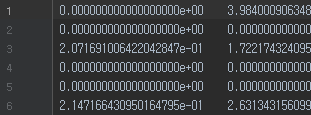 1 0.000000000000000000e+00 3.984000906348
2 0.000000000000000000e+00 0.000000000000
3 2.071691006422042847e-01 1.722174324095
4 0.000000000000000000e+00 0.000000000000
5 0.000000000000000000e+00 0.000000000000
6 2.147166430950164795e-01 2.631343156099